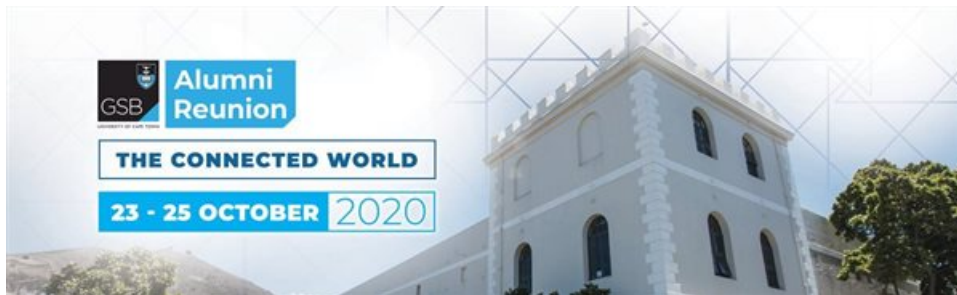 GSB
UNIVERSITY OF CAPE TOWN
Alumni
Reunion
THE CONNECTED WORLD
23 - 25 OCTOBER 2020